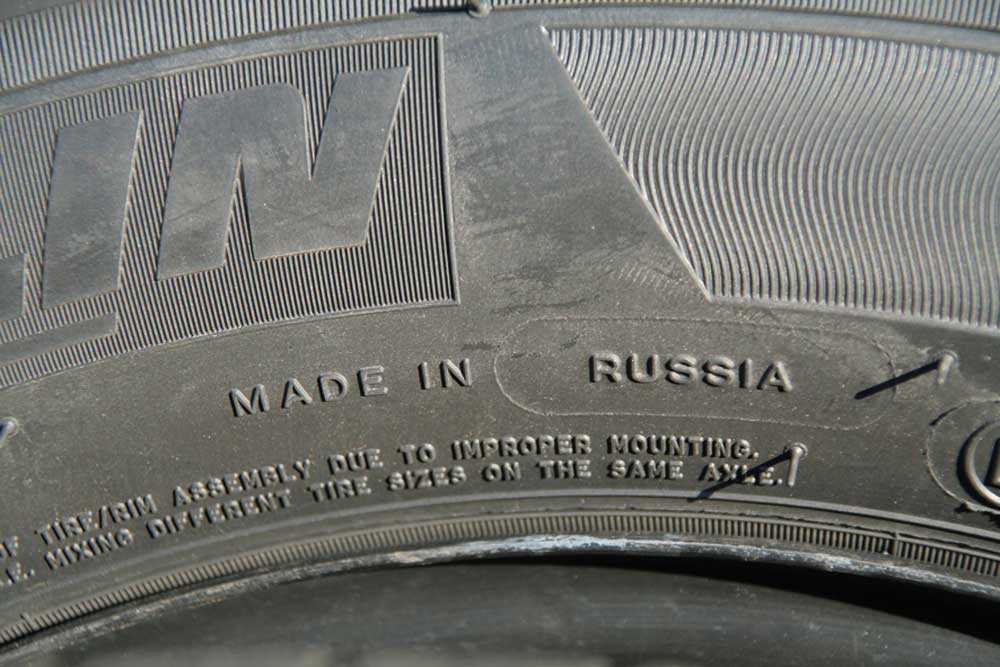 LIN
MADE IN RUSSIA
OF TIRE/RIM ASSEMBLY DUE TO IMPROPER MOUNTING.
MIXING DIFFERENT TIRE SIZES ON THE SAME AXLE.